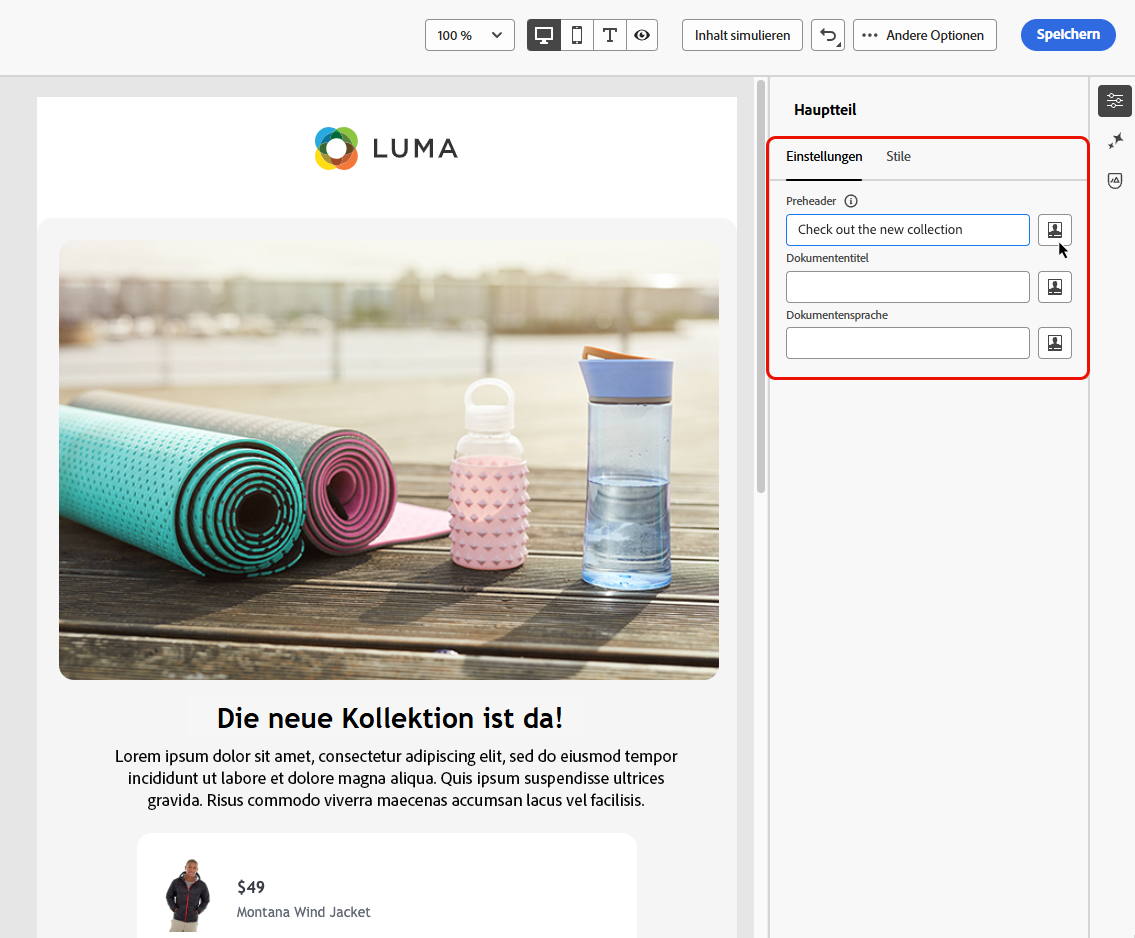 100 %
Inhalt simulieren
Andere Optionen
Speichern
LUMA
Die neue Kollektion ist da!
Lorem ipsum dolor sit amet, consectetur adipiscing elit, sed do eiusmod tempor
incididunt ut labore et dolore magna aliqua. Quis ipsum suspendisse ultrices
gravida. Risus commodo viverra maecenas accumsan lacus vel facilisis.
$49
Montana Wind Jacket
Hauptteil
Einstellungen
Stile
Preheader
Check out the new collection
Dokumententitel
Dokumentensprache